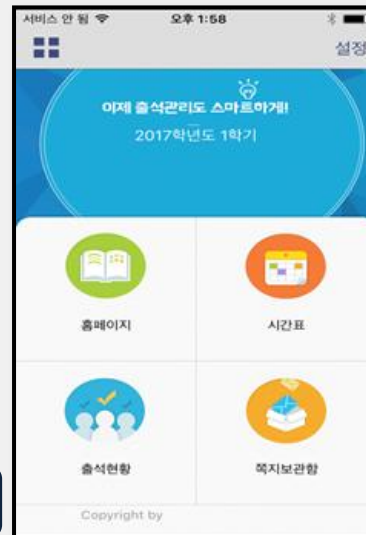 서비스 안 됨
오후 1:58
설정
이제 출석관리도 스마트하게!
2017학년도 1학기
홈페이지
시간표
출석현황
쪽지보관함
Copyright by